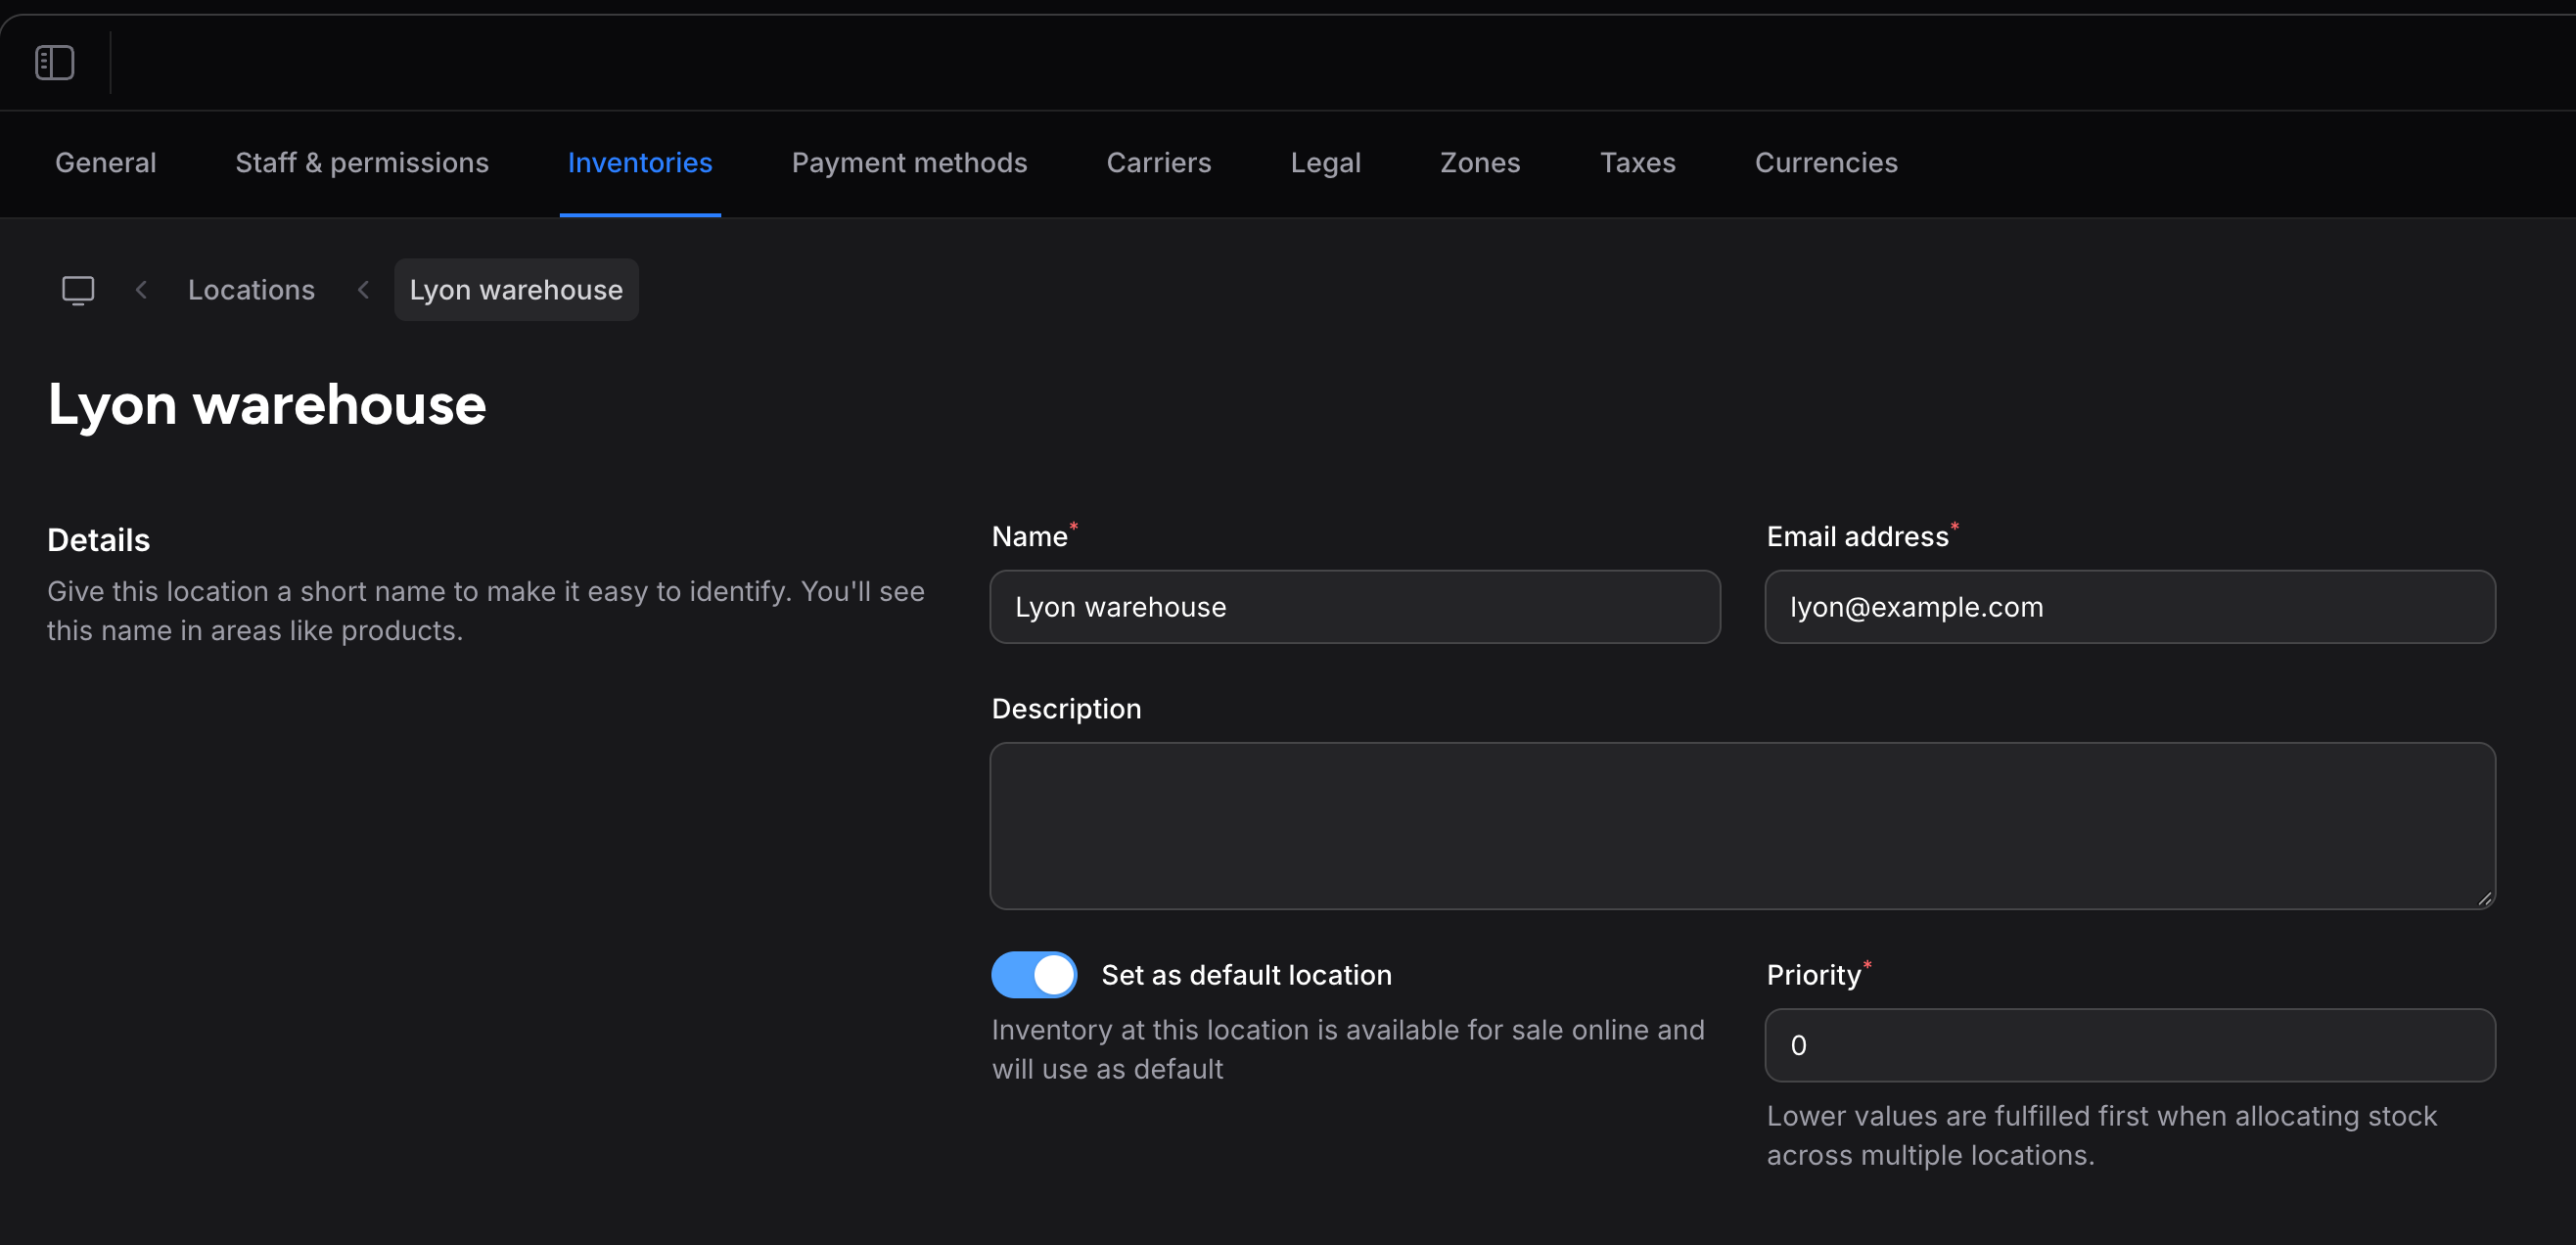 General Staff & permissions Inventories Payment methods Carriers Legal Zones Taxes Currencies
Locations Lyon warehouse
Lyon warehouse
Details
Give this location a short name to make it easy to identify. You'll see
this name in areas like products.
Name*
Lyon warehouse
Email address*
lyon@example.com
Description
Set as default location
Inventory at this location is available for sale online and
will use as default
Priority*
0
Lower values are fulfilled first when allocating stock
across multiple locations.